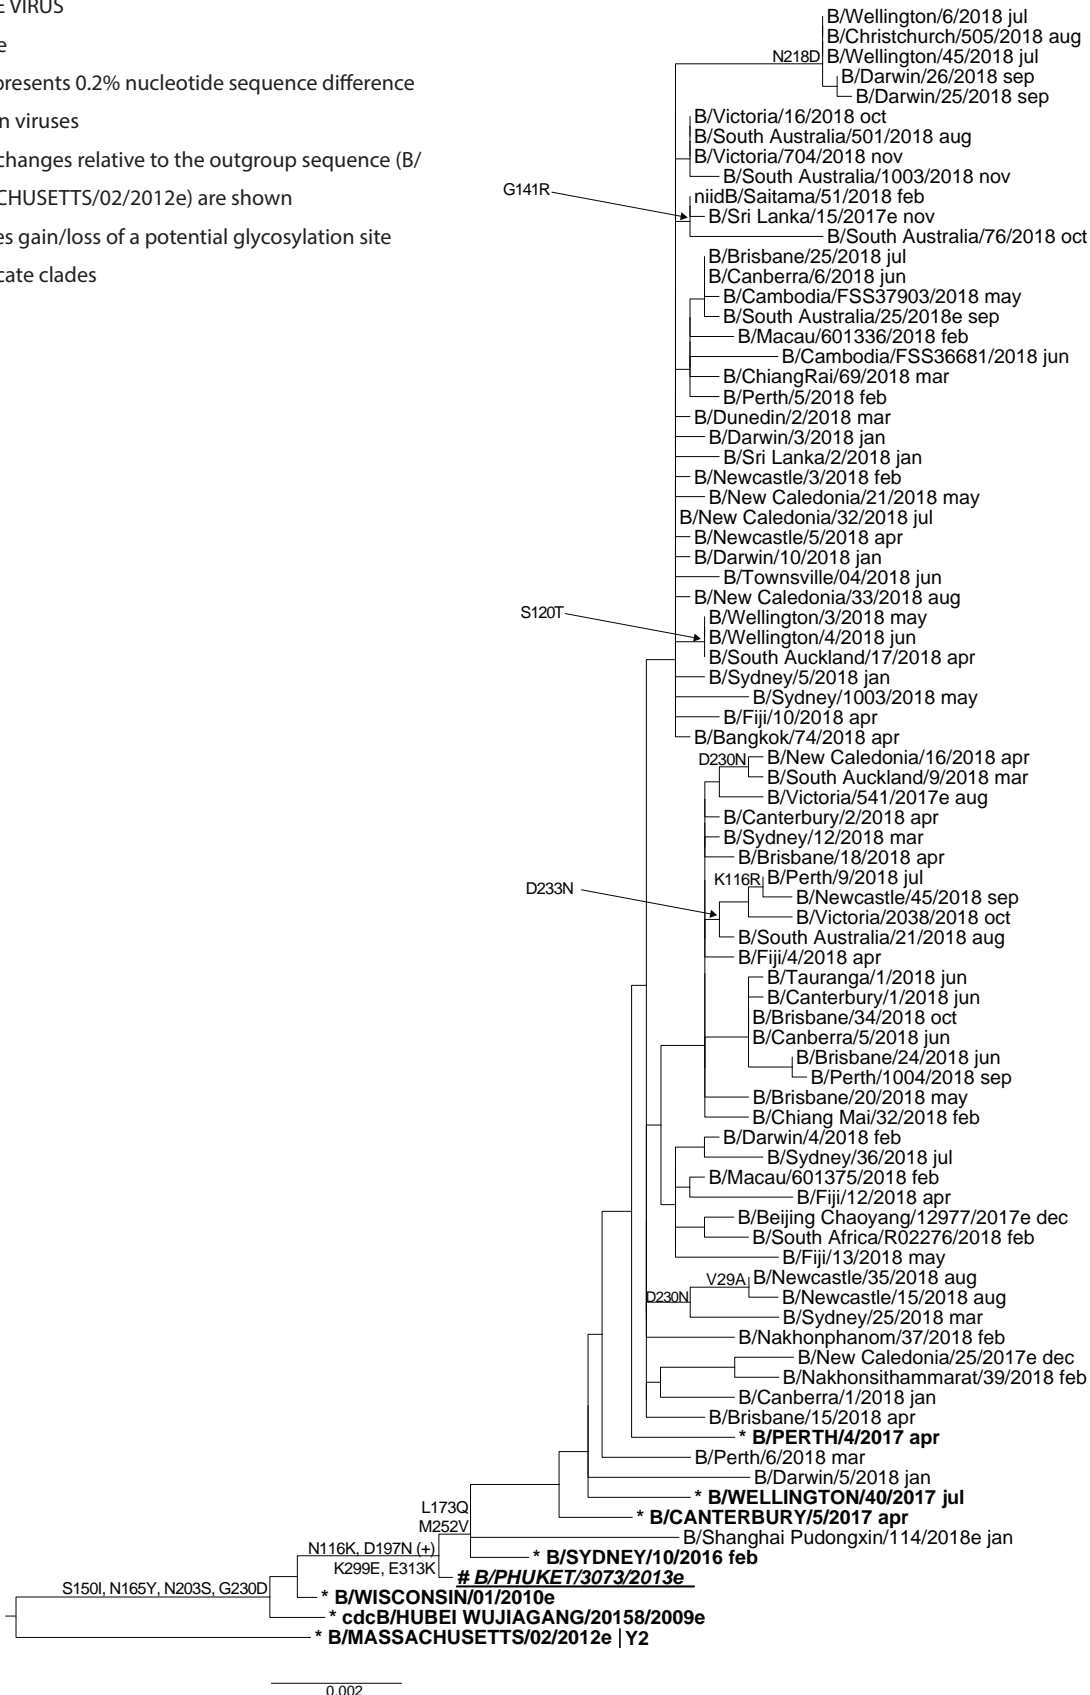 E VIRUS
e
presents 0.2% nucleotide sequence difference
n viruses
changes relative to the outgroup sequence (B/
CHUSETTS/02/2012e) are shown
es gain/loss of a potential glycosylation site
cate clades
B/Wellington/6/2018 jul
B/Christchurch/505/2018 aug
N218D B/Wellington/45/2018 jul
B/Darwin/26/2018 sep
B/Darwin/25/2018 sep
B/Victoria/16/2018 oct
B/South Australia/501/2018 aug
B/Victoria/704/2018 nov
B/South Australia/1003/2018 nov
G141R
niidB/Saitama/51/2018 feb
B/Sri Lanka/15/2017e nov
B/South Australia/76/2018 oct
B/Brisbane/25/2018 jul
B/Canberra/6/2018 jun
B/Cambodia/FSS37903/2018 may
B/South Australia/25/2018e sep
B/Macau/601336/2018 feb
B/Cambodia/FSS36681/2018 jun
B/ChiangRai/69/2018 mar
B/Perth/5/2018 feb
B/Dunedin/2/2018 mar
B/Darwin/3/2018 jan
B/Sri Lanka/2/2018 jan
B/Newcastle/3/2018 feb
B/New Caledonia/21/2018 may
B/New Caledonia/32/2018 jul
B/Newcastle/5/2018 apr
B/Darwin/10/2018 jan
B/Townsville/04/2018 jun
B/New Caledonia/33/2018 aug
S120T
B/Wellington/3/2018 may
B/Wellington/4/2018 jun
B/South Auckland/17/2018 apr
B/Sydney/5/2018 jan
B/Sydney/1003/2018 may
B/Fiji/10/2018 apr
B/Bangkok/74/2018 apr
D230N B/New Caledonia/16/2018 apr
B/South Auckland/9/2018 mar
B/Victoria/541/2017e aug
B/Canterbury/2/2018 apr
B/Sydney/12/2018 mar
B/Brisbane/18/2018 apr
D233N
K116R B/Perth/9/2018 jul
B/Newcastle/45/2018 sep
B/Victoria/2038/2018 oct
B/South Australia/21/2018 aug
B/Fiji/4/2018 apr
B/Tauranga/1/2018 jun
B/Canterbury/1/2018 jun
B/Brisbane/34/2018 oct
B/Canberra/5/2018 jun
B/Brisbane/24/2018 jun
B/Perth/1004/2018 sep
B/Brisbane/20/2018 may
B/Chiang Mai/32/2018 feb
B/Darwin/4/2018 feb
B/Sydney/36/2018 jul
B/Macau/601375/2018 feb
B/Fiji/12/2018 apr
B/Beijing Chaoyang/12977/2017e dec
B/South Africa/R02276/2018 feb
B/Fiji/13/2018 may
V29A B/Newcastle/35/2018 aug
D230N B/Newcastle/15/2018 aug
B/Sydney/25/2018 mar
B/Nakhonphanom/37/2018 feb
B/New Caledonia/25/2017e dec
B/Nakhonsithammarat/39/2018 feb
B/Canberra/1/2018 jan
B/Brisbane/15/2018 apr
* B/PERTH/4/2017 apr
B/Perth/6/2018 mar
B/Darwin/5/2018 jan
* B/WELLINGTON/40/2017 jul
L173Q
* B/CANTERBURY/5/2017 apr
M252V
B/Shanghai Pudongxin/114/2018e jan
N116K, D197N (+)
* B/SYDNEY/10/2016 feb
K299E, E313K
# B/PHUKET/3073/2013e
S150I, N165Y, N203S, G230D
* B/WISCONSIN/01/2010e
* cdcB/HUBEI WUJIAGANG/20158/2009e
* B/MASSACHUSETTS/02/2012e | Y2
0.002